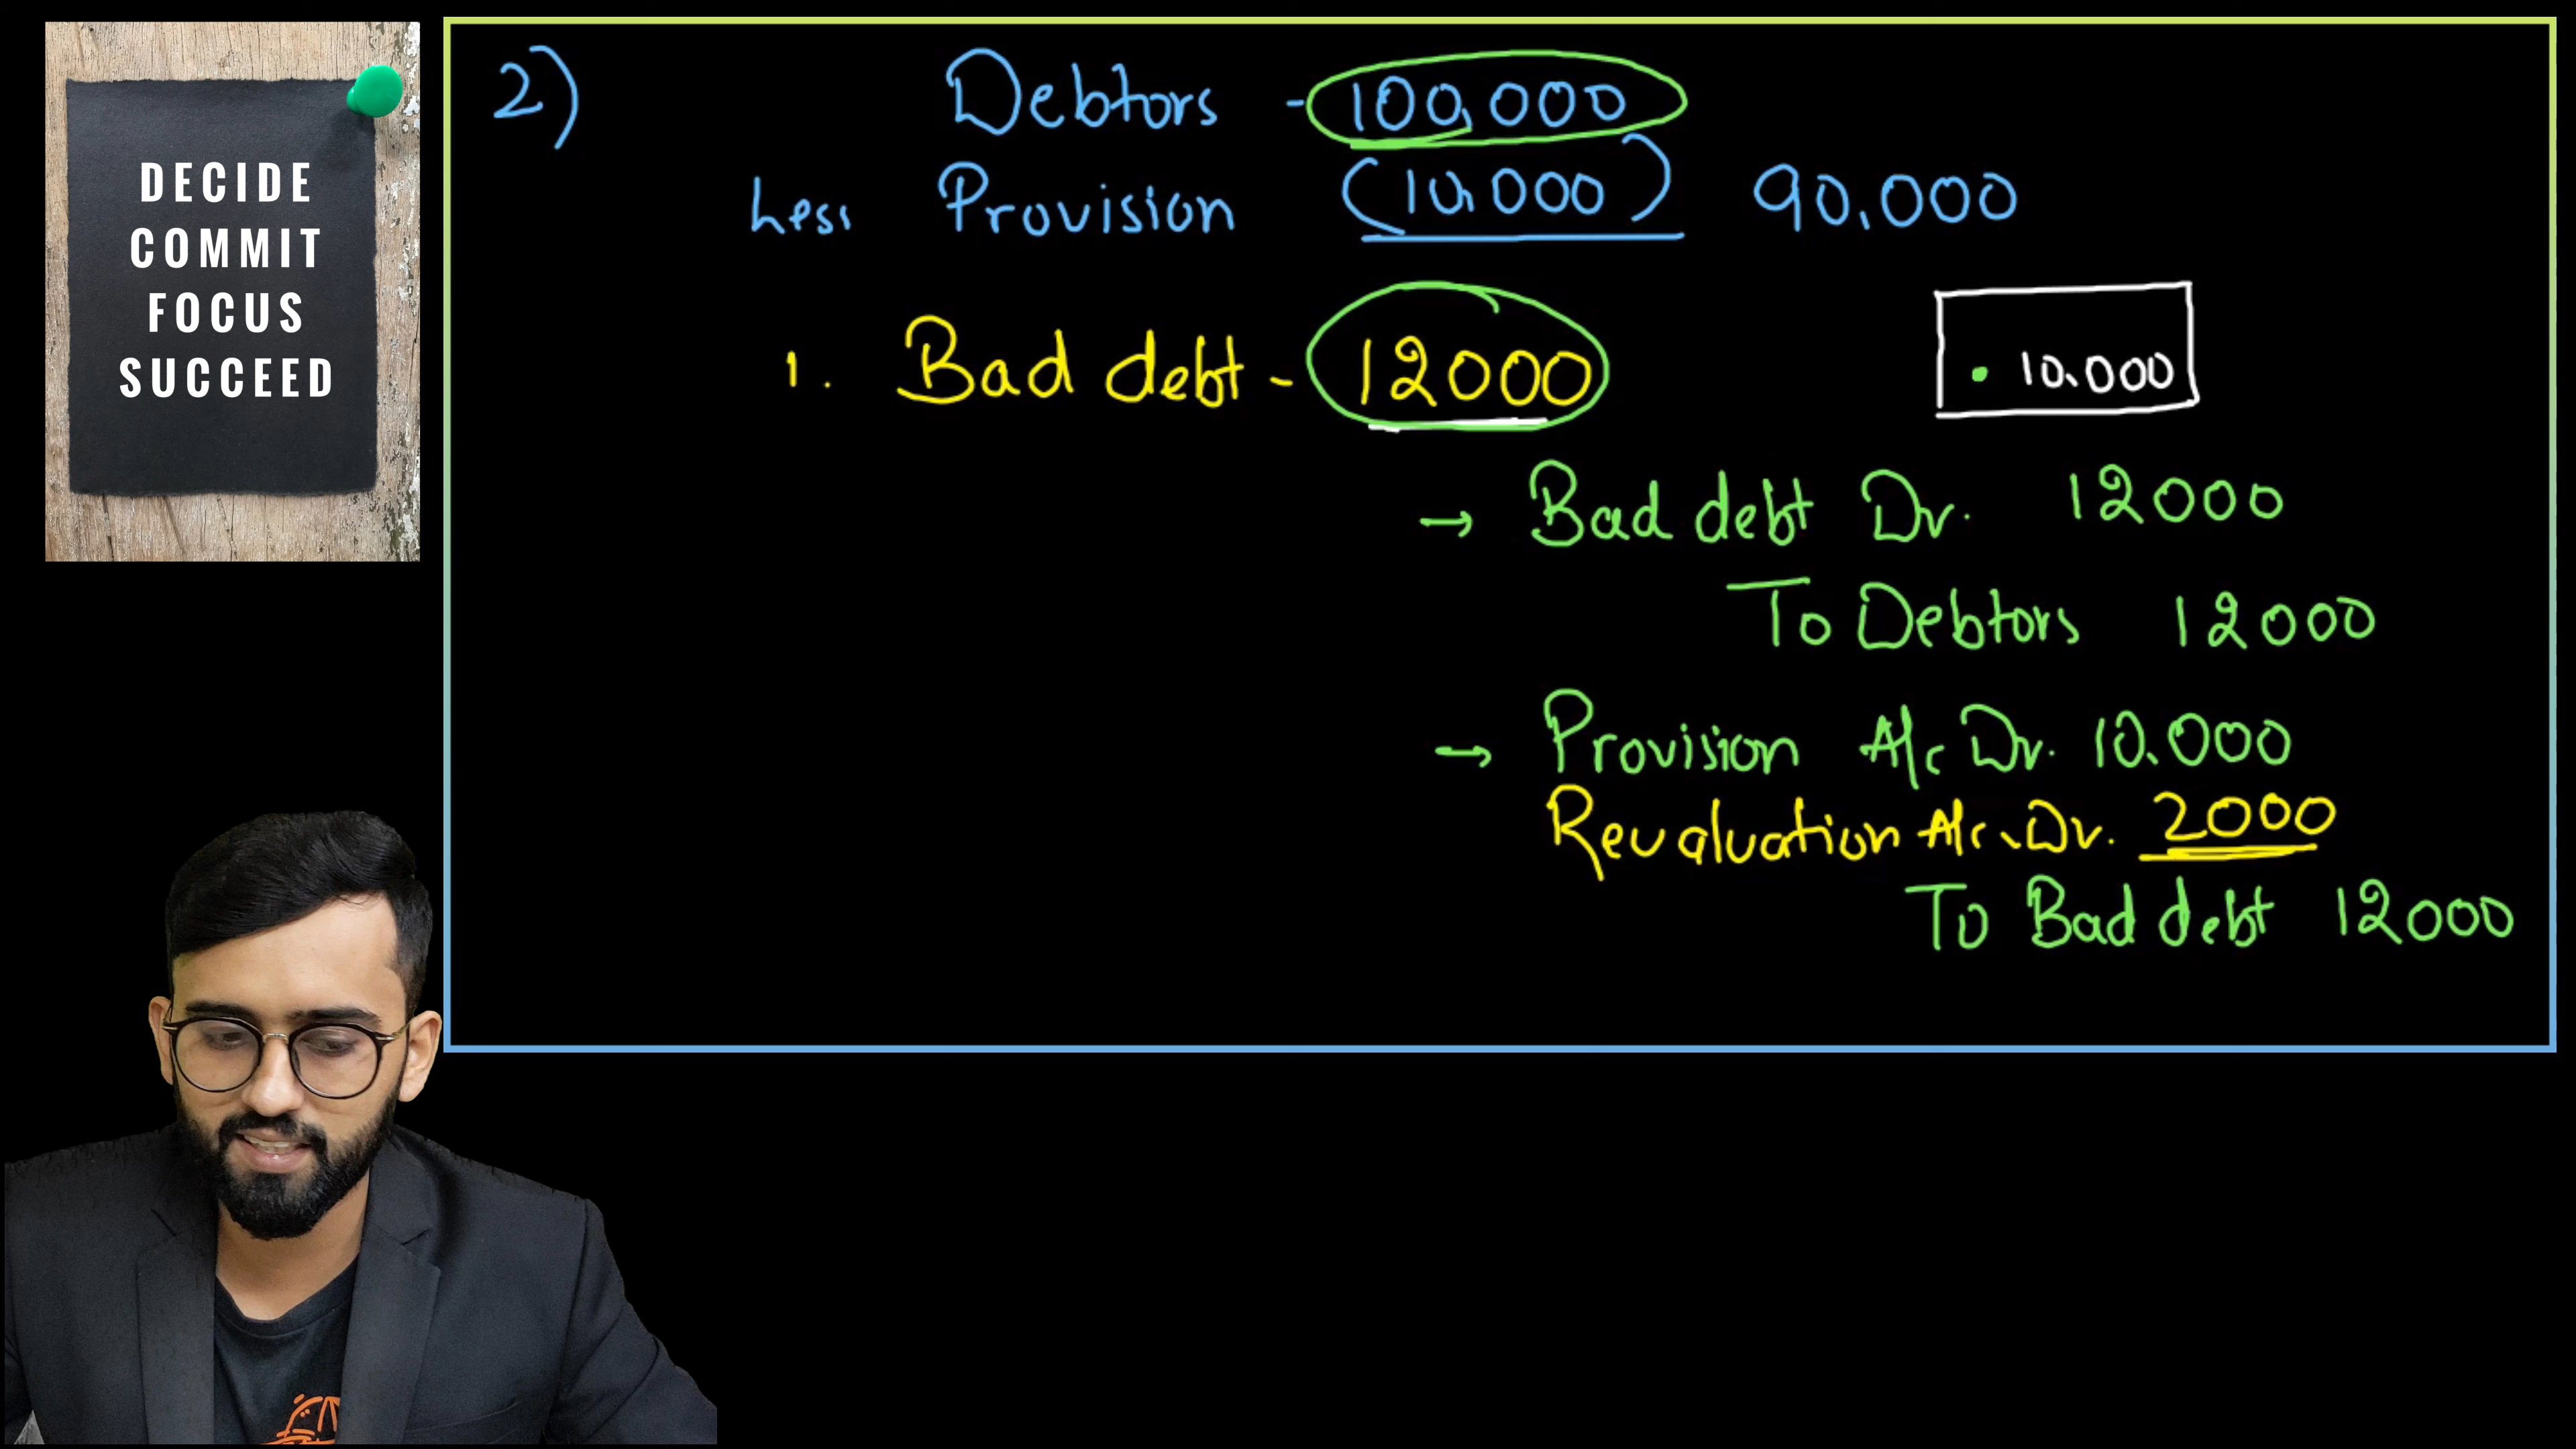 DECIDE
COMMIT
FOCUS
SUCCEED
2)
Debtors - 100,000
Less Provision (10,000) 90,000
1. Bad debt - 12000
10,000
→ Bad debt Dr. 12000
To Debtors 12000
→ Provision A/c Dr. 10,000
Revaluation A/c Dr. 2000
To Bad debt 12000